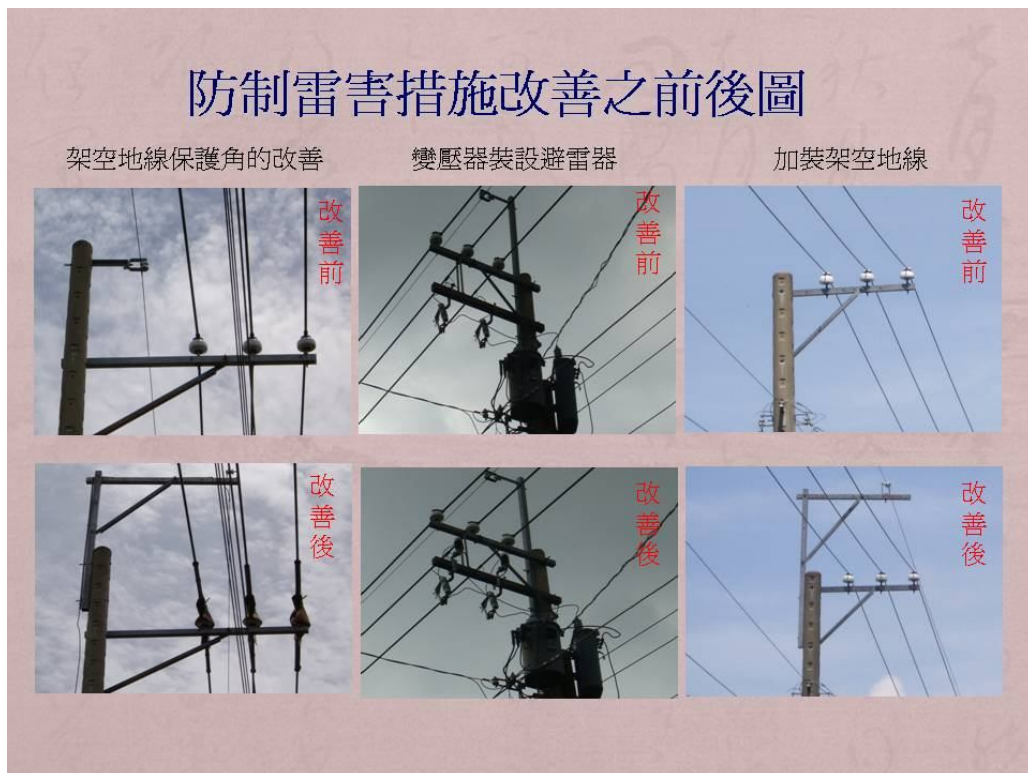 防制雷害措施改善之前後圖
架空地線保護角的改善
變壓器裝設避雷器
加裝架空地線
改善前
改善前
改善前
改善後
改善後
改善後